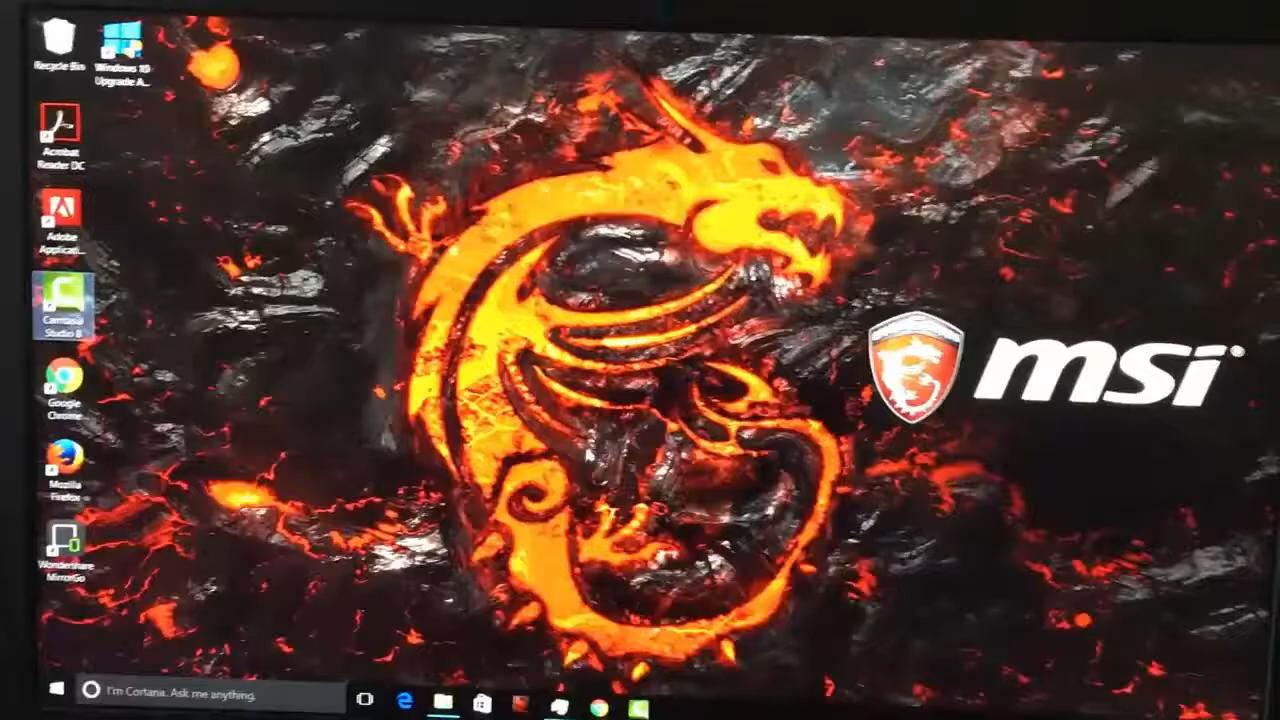 Recycle Bin
Windows 10
Upgrade A...
Acrobat
Reader DC
Adobe
Applicati...
Camtasia
Studio 8
Google
Chrome
Mozilla
Firefox
Wondershare
MirrorGo
msi
I'm Cortana. Ask me anything.